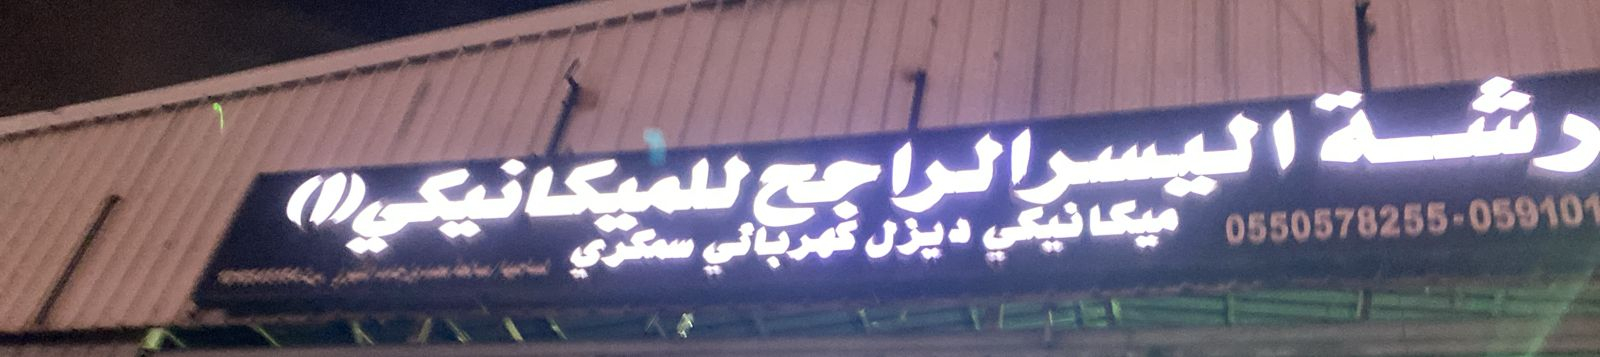 رشة اليسر الراجح للميكانيكي (١)
ميكانيكي ديزل كهربائي سمكري
0550578255-059101